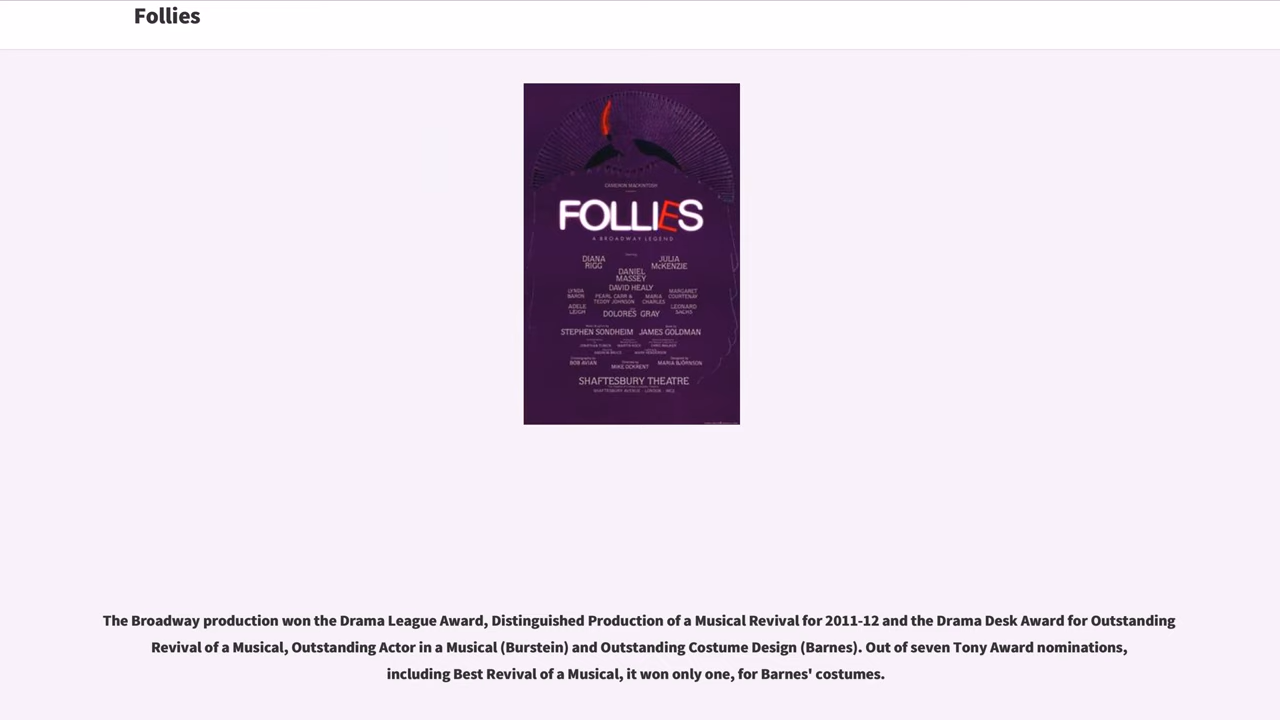 Follies
CAMERON MACKINTOSH
FOLLIES
A BROADWAY LEGEND
DIANA RIGG
JULIA McKENZIE
DANIEL MASSEY
DAVID HEALY
LYNDA BARON
PEARL CARR & TEDDY JOHNSON
MARIA CHARLES
MARGARET COURTENAY
ADELE LEIGH
DOLORES GRAY
LEONARD SACHS
STEPHEN SONDHEIM JAMES GOLDMAN
BOB AVIAN
MIKE OCKRENT
MARIA BJÖRNSON
SHAFTESBURY THEATRE
SHAFTESBURY AVENUE LONDON WC2
The Broadway production won the Drama League Award, Distinguished Production of a Musical Revival for 2011-12 and the Drama Desk Award for Outstanding
Revival of a Musical, Outstanding Actor in a Musical (Burstein) and Outstanding Costume Design (Barnes). Out of seven Tony Award nominations,
including Best Revival of a Musical, it won only one, for Barnes' costumes.